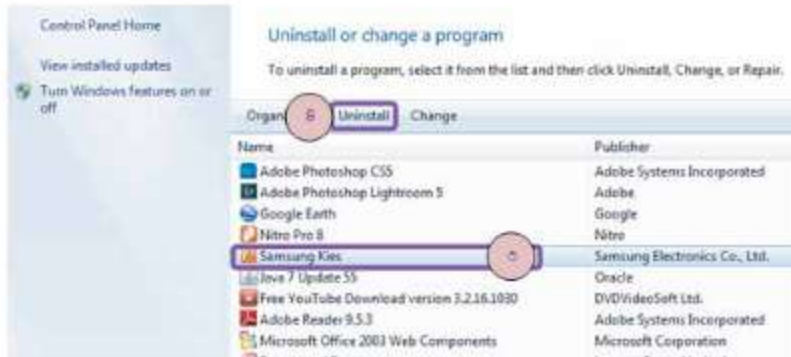 Control Panel Home
View installed updates
Turn Windows features on or
off
Uninstall or change a program
To uninstall a program, select it from the list and then click Uninstall, Change, or Repair.
Organ Uninstall Change
Name Publisher
Adobe Photoshop CS5 Adobe Systems Incorporated
Adobe Photoshop Lightroom 5 Adobe
Google Earth Google
Nitro Pro 8 Nitro
Samsung Kies Samsung Electronics Co., Ltd.
Java 7 Update 55 Oracle
Free YouTube Download version 3.2.16.1030 DVDVideoSoft Ltd.
Adobe Reader 9.5.3 Adobe Systems Incorporated
Microsoft Office 2003 Web Components Microsoft Corporation